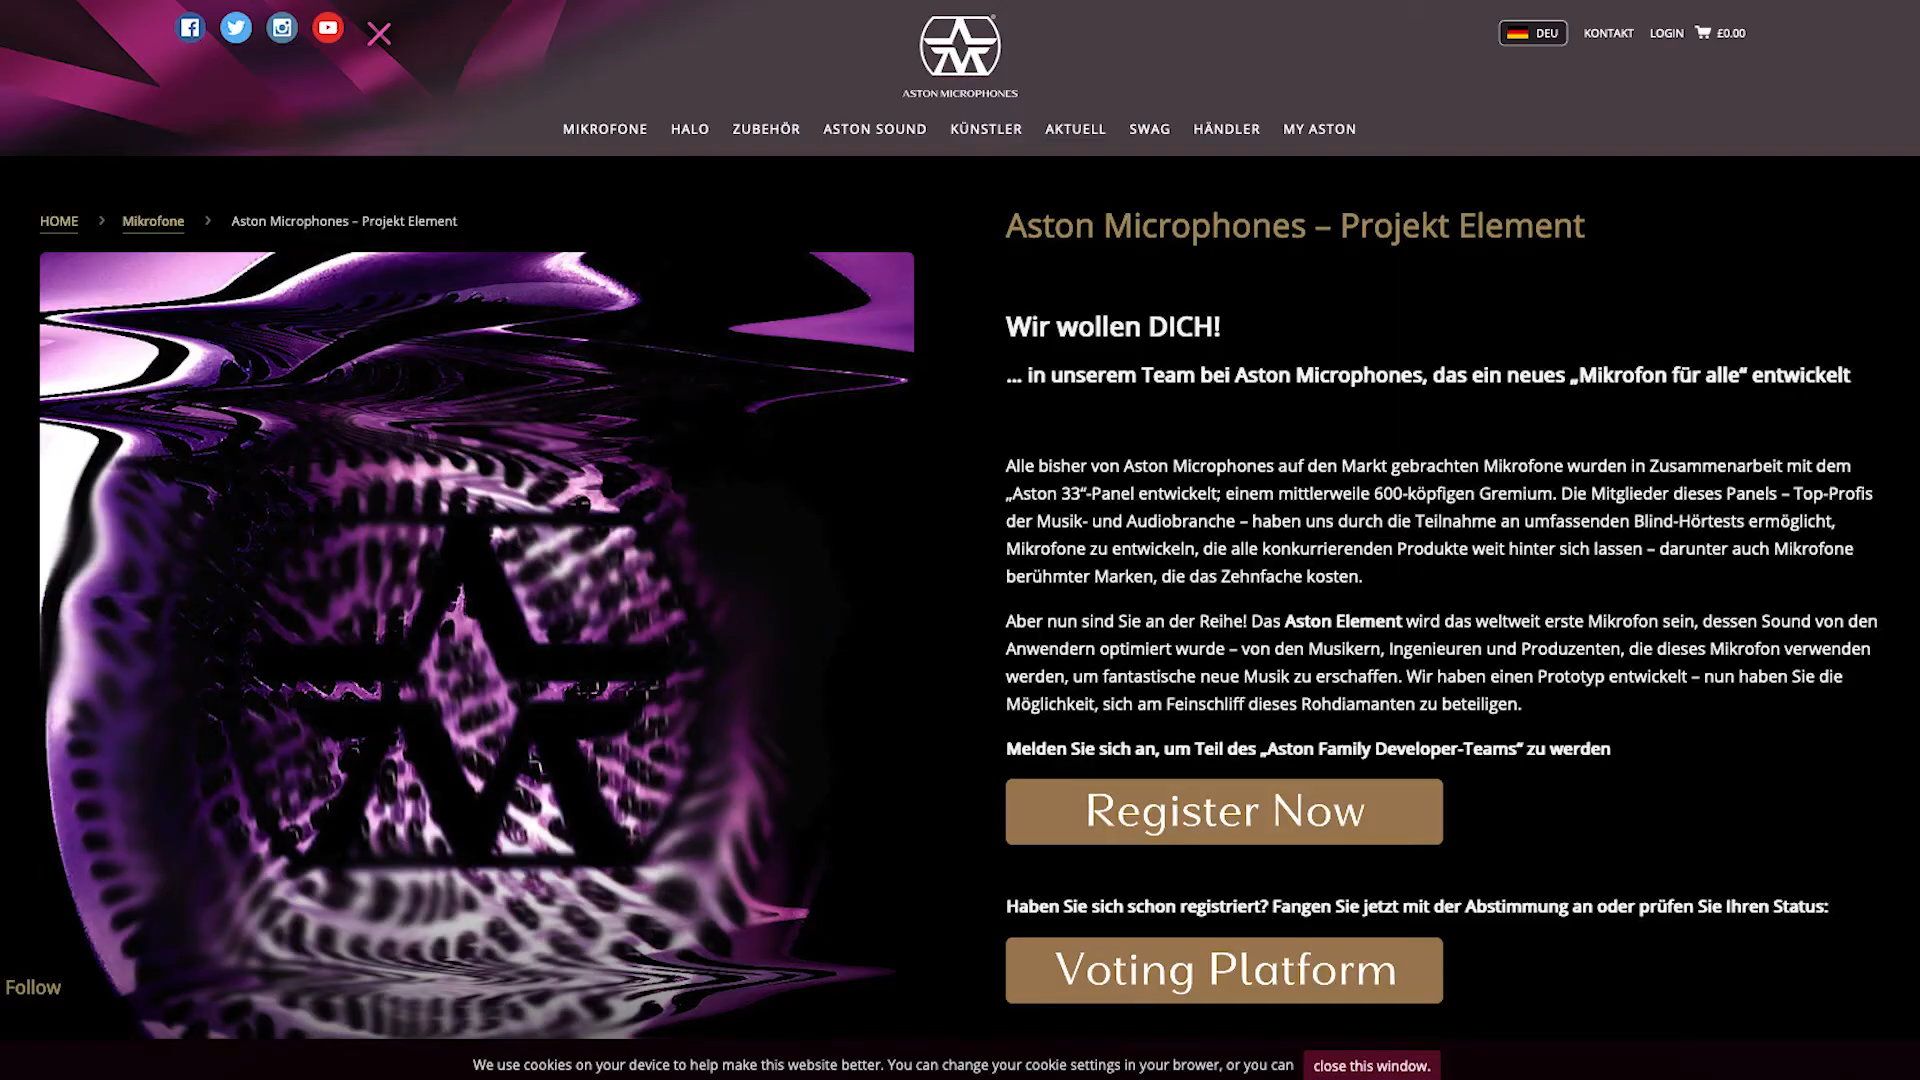 DEU
KONTAKT
LOGIN
£0.00
ASTON MICROPHONES
MIKROFONE
HALO
ZUBEHÖR
ASTON SOUND
KÜNSTLER
AKTUELL
SWAG
HÄNDLER
MY ASTON
HOME > Mikrofone > Aston Microphones – Projekt Element
Aston Microphones – Projekt Element
Wir wollen DICH!
... in unserem Team bei Aston Microphones, das ein neues „Mikrofon für alle“ entwickelt
Alle bisher von Aston Microphones auf den Markt gebrachten Mikrofone wurden in Zusammenarbeit mit dem
„Aston 33“-Panel entwickelt; einem mittlerweile 600-köpfigen Gremium. Die Mitglieder dieses Panels – Top-Profis
der Musik- und Audiobranche – haben uns durch die Teilnahme an umfassenden Blind-Hörtests ermöglicht,
Mikrofone zu entwickeln, die alle konkurrierenden Produkte weit hinter sich lassen – darunter auch Mikrofone
berühmter Marken, die das Zehnfache kosten.
Aber nun sind Sie an der Reihe! Das Aston Element wird das weltweit erste Mikrofon sein, dessen Sound von den
Anwendern optimiert wurde – von den Musikern, Ingenieuren und Produzenten, die dieses Mikrofon verwenden
werden, um fantastische neue Musik zu erschaffen. Wir haben einen Prototyp entwickelt – nun haben Sie die
Möglichkeit, sich am Feinschliff dieses Rohdiamanten zu beteiligen.
Melden Sie sich an, um Teil des „Aston Family Developer-Teams“ zu werden
Register Now
Haben Sie sich schon registriert? Fangen Sie jetzt mit der Abstimmung an oder prüfen Sie Ihren Status:
Voting Platform
Follow
We use cookies on your device to help make this website better. You can change your cookie settings in your brower, or you can close this window.